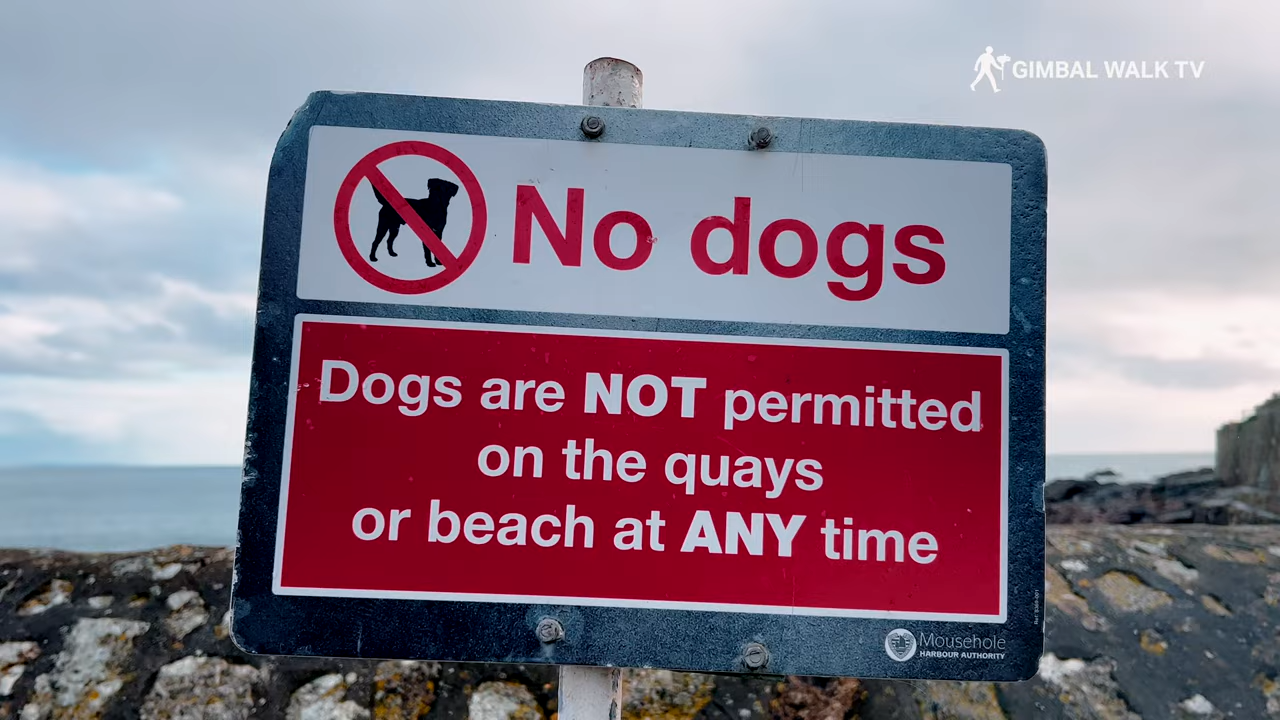 GIMBAL WALK TV
No dogs
Dogs are NOT permitted
on the quays
or beach at ANY time
Mousehole
HARBOUR AUTHORITY